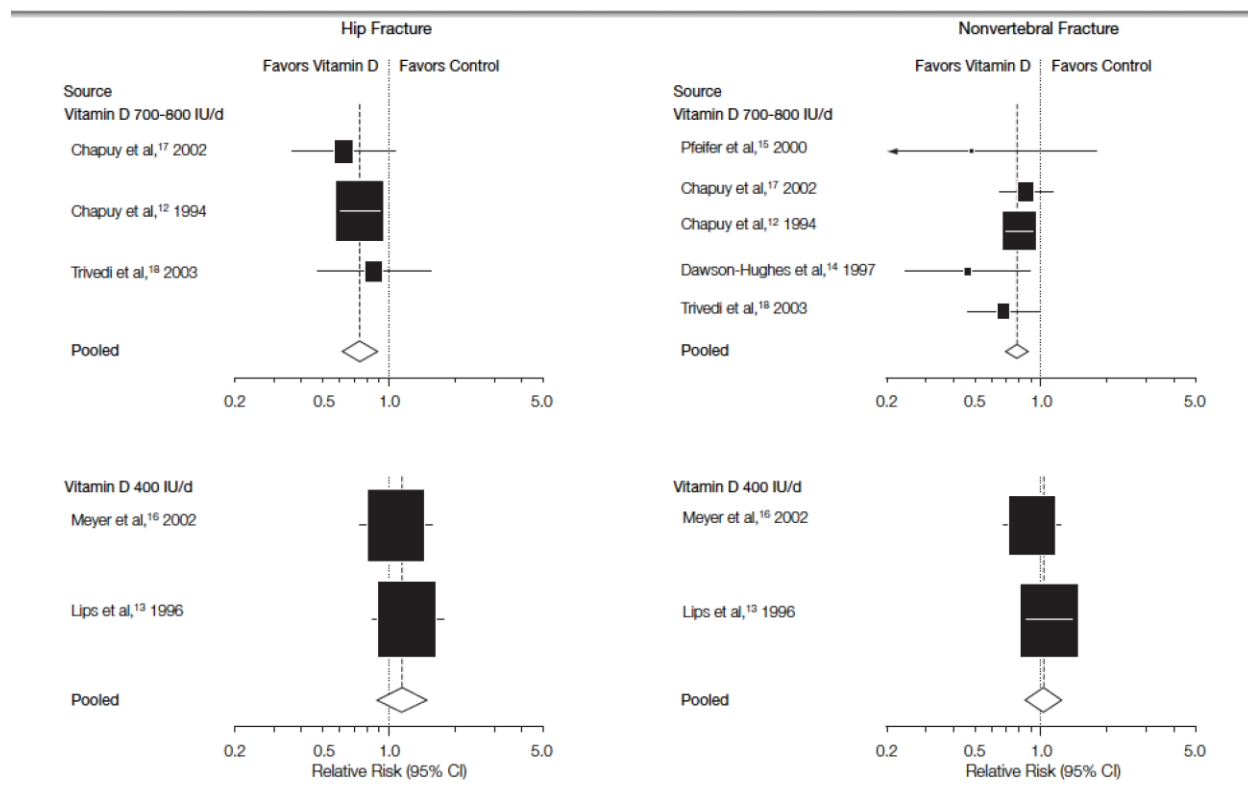 Hip Fracture
Favors Vitamin D Favors Control
Source
Vitamin D 700-800 IU/d
Chapuy et al,17 2002
Chapuy et al,12 1994
Trivedi et al,18 2003
Pooled
0.2 0.5 1.0 5.0
Vitamin D 400 IU/d
Meyer et al,16 2002
Lips et al,13 1996
Pooled
0.2 0.5 1.0 5.0
Relative Risk (95% CI)
Nonvertebral Fracture
Favors Vitamin D Favors Control
Source
Vitamin D 700-800 IU/d
Pfeifer et al,15 2000
Chapuy et al,17 2002
Chapuy et al,12 1994
Dawson-Hughes et al,14 1997
Trivedi et al,18 2003
Pooled
0.2 0.5 1.0 5.0
Vitamin D 400 IU/d
Meyer et al,16 2002
Lips et al,13 1996
Pooled
0.2 0.5 1.0 5.0
Relative Risk (95% CI)